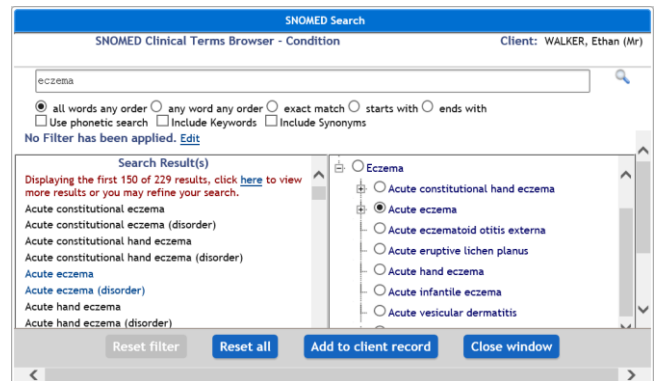 SNOMED Search
SNOMED Clinical Terms Browser - Condition Client: WALKER, Ethan (Mr)
eczema
all words any order any word any order exact match starts with ends with
Use phonetic search Include Keywords Include Synonyms
No Filter has been applied. Edit
Search Result(s)
Displaying the first 150 of 229 results, click here to view
more results or you may refine your search.
Acute constitutional eczema
Acute constitutional eczema (disorder)
Acute constitutional hand eczema
Acute constitutional hand eczema (disorder)
Acute eczema
Acute eczema (disorder)
Acute hand eczema
Acute hand eczema (disorder)
Eczema
Acute constitutional hand eczema
Acute eczema
Acute eczematoid otitis externa
Acute eruptive lichen planus
Acute hand eczema
Acute infantile eczema
Acute vesicular dermatitis
Reset filter Reset all Add to client record Close window